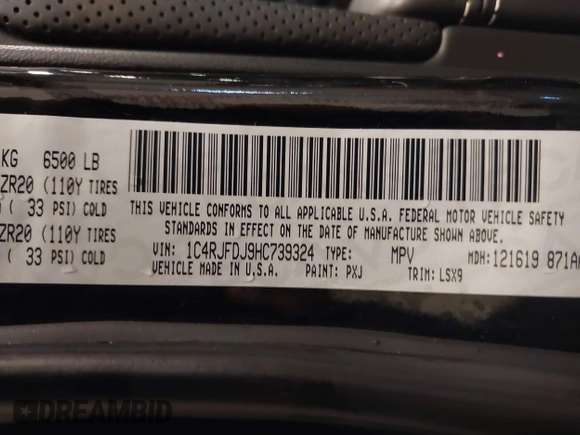 KG 6500 LB
ZR20 (110Y TIRES
( 33 PSI) COLD
ZR20 (110Y TIRES
( 33 PSI) COLD
THIS VEHICLE CONFORMS TO ALL APPLICABLE U.S.A. FEDERAL MOTOR VEHICLE SAFETY
STANDARDS IN EFFECT ON THE DATE OF MANUFACTURE SHOWN ABOVE.
VIN: 1C4RJFDJ9HC739324 TYPE: MPV MDH:121619 871A
VEHICLE MADE IN U.S.A. PAINT: PXJ TRIM: LSX9
DREAMBID